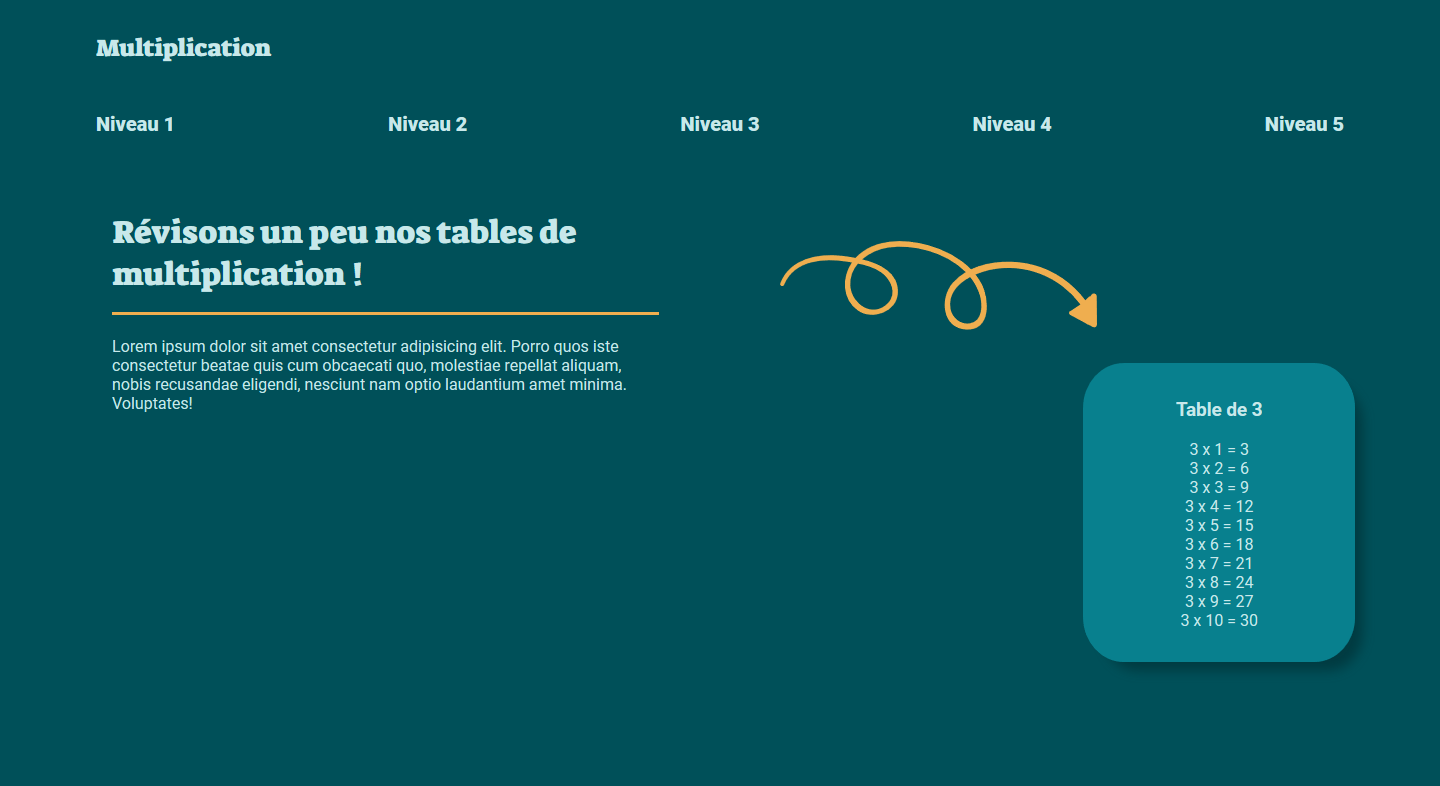 Multiplication
Niveau 1 Niveau 2 Niveau 3 Niveau 4 Niveau 5
Révisons un peu nos tables de
multiplication !
Lorem ipsum dolor sit amet consectetur adipisicing elit. Porro quos iste
consectetur beatae quis cum obcaecati quo, molestiae repellat aliquam,
nobis recusandae eligendi, nesciunt nam optio laudantium amet minima.
Voluptates!
Table de 3
3 x 1 = 3
3 x 2 = 6
3 x 3 = 9
3 x 4 = 12
3 x 5 = 15
3 x 6 = 18
3 x 7 = 21
3 x 8 = 24
3 x 9 = 27
3 x 10 = 30